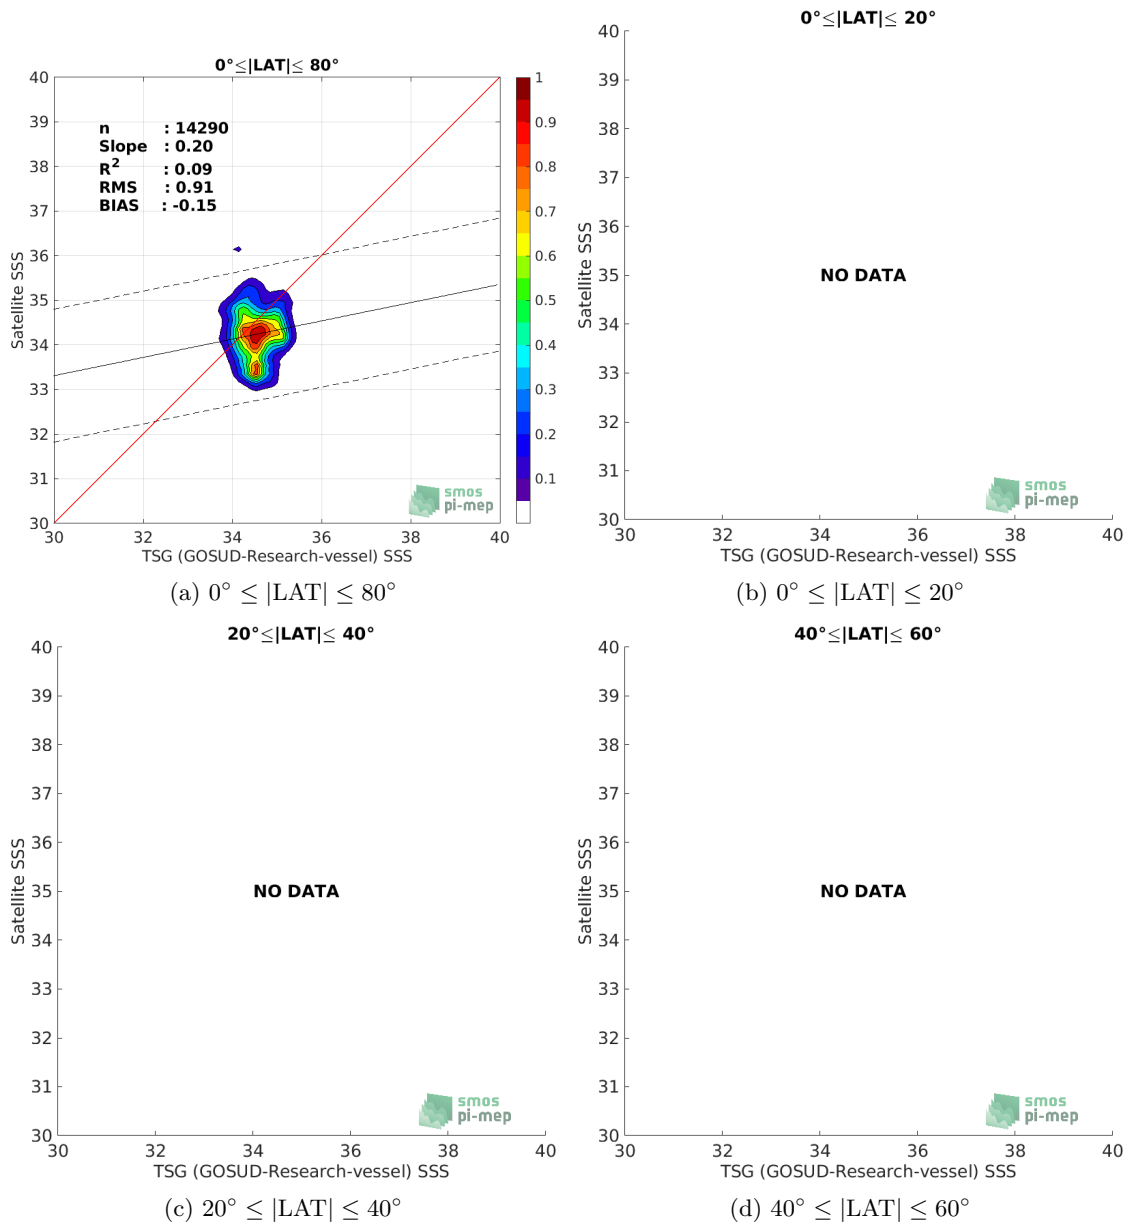 0°≤|LAT|≤ 80°
40
39
38
37
36
35
34
33
32
31
30
Satellite SSS
n : 14290
Slope : 0.20
R2 : 0.09
RMS : 0.91
BIAS : -0.15
smos
pi-mep
30 32 34 36 38 40
TSG (GOSUD-Research-vessel) SSS
1
0.9
0.8
0.7
0.6
0.5
0.4
0.3
0.2
0.1
(a) 0° ≤ |LAT| ≤ 80°
0°≤|LAT|≤ 20°
40
39
38
37
36
35
34
33
32
31
30
Satellite SSS
NO DATA
smos
pi-mep
30 32 34 36 38 40
TSG (GOSUD-Research-vessel) SSS
(b) 0° ≤ |LAT| ≤ 20°
20°≤|LAT|≤ 40°
40
39
38
37
36
35
34
33
32
31
30
Satellite SSS
NO DATA
smos
pi-mep
30 32 34 36 38 40
TSG (GOSUD-Research-vessel) SSS
(c) 20° ≤ |LAT| ≤ 40°
40°≤|LAT|≤ 60°
40
39
38
37
36
35
34
33
32
31
30
Satellite SSS
NO DATA
smos
pi-mep
30 32 34 36 38 40
TSG (GOSUD-Research-vessel) SSS
(d) 40° ≤ |LAT| ≤ 60°